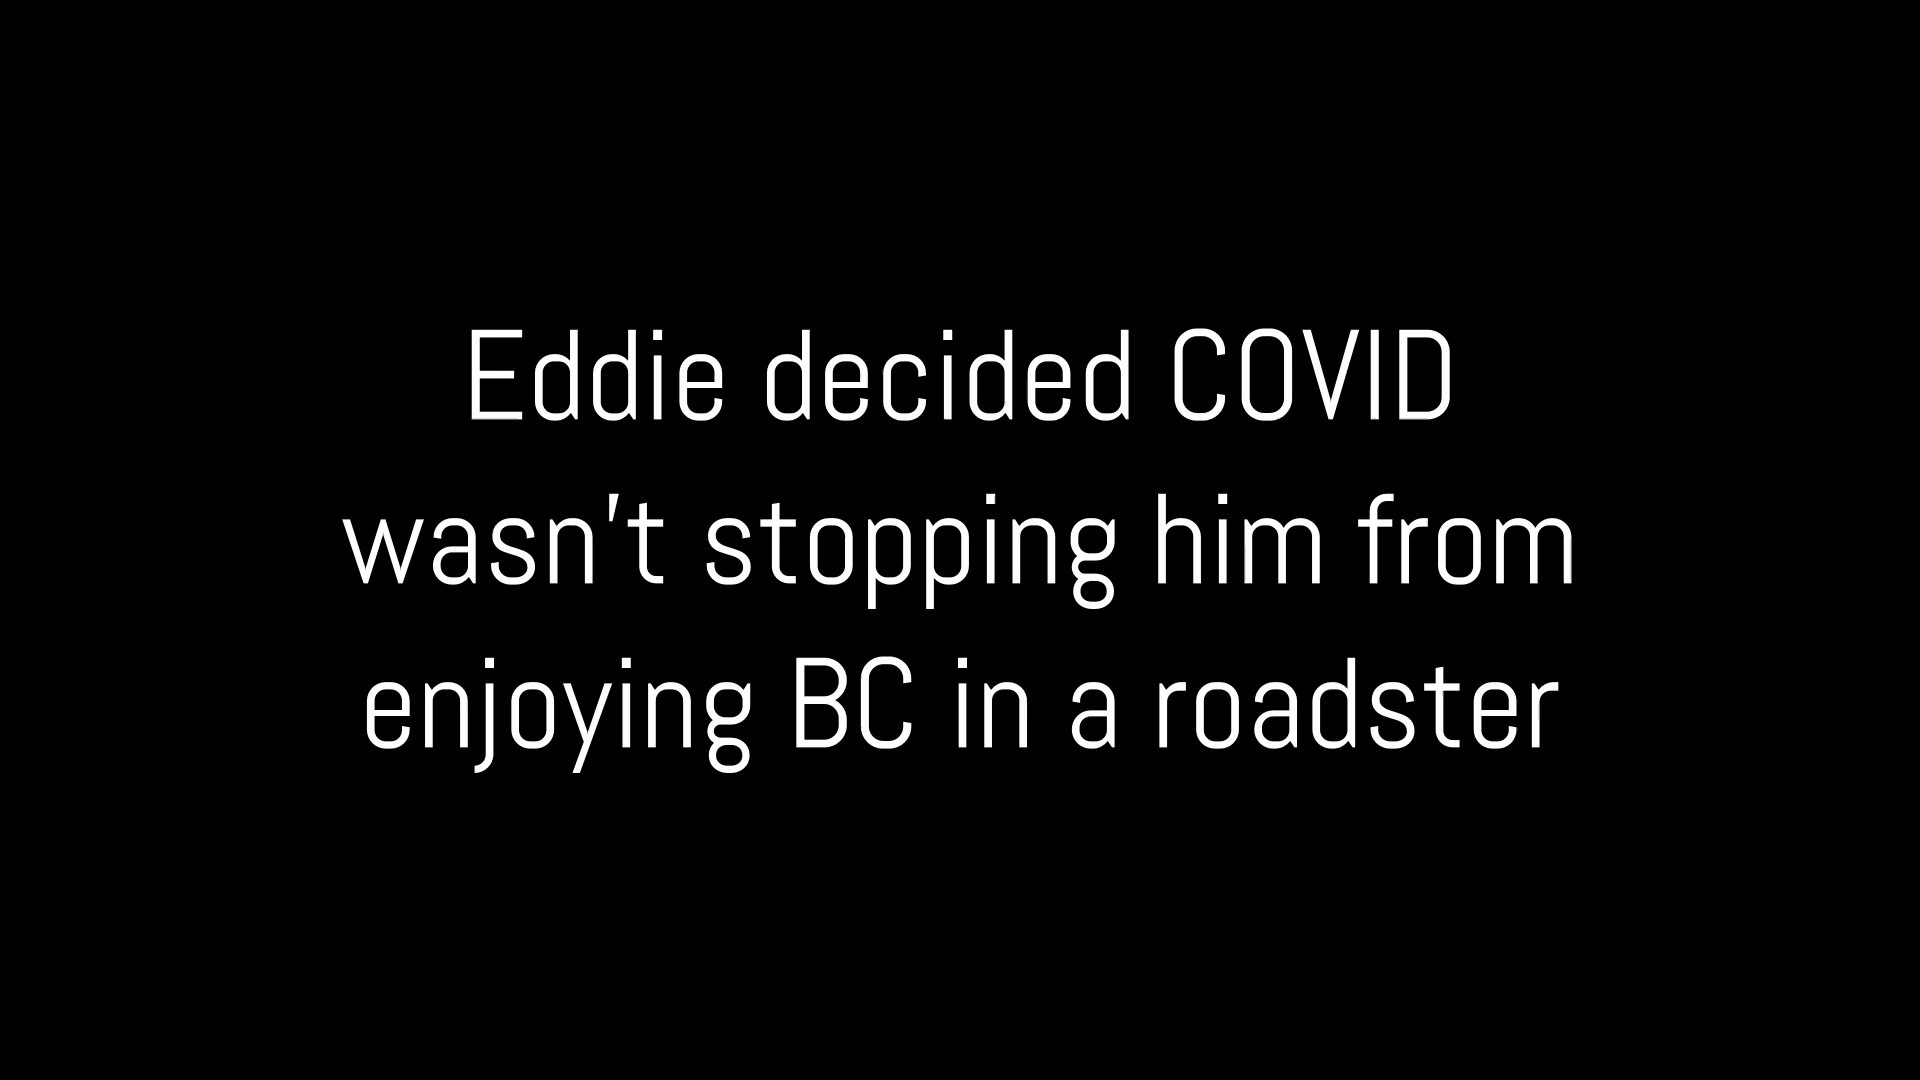 Eddie decided COVID
wasn't stopping him from
enjoying BC in a roadster